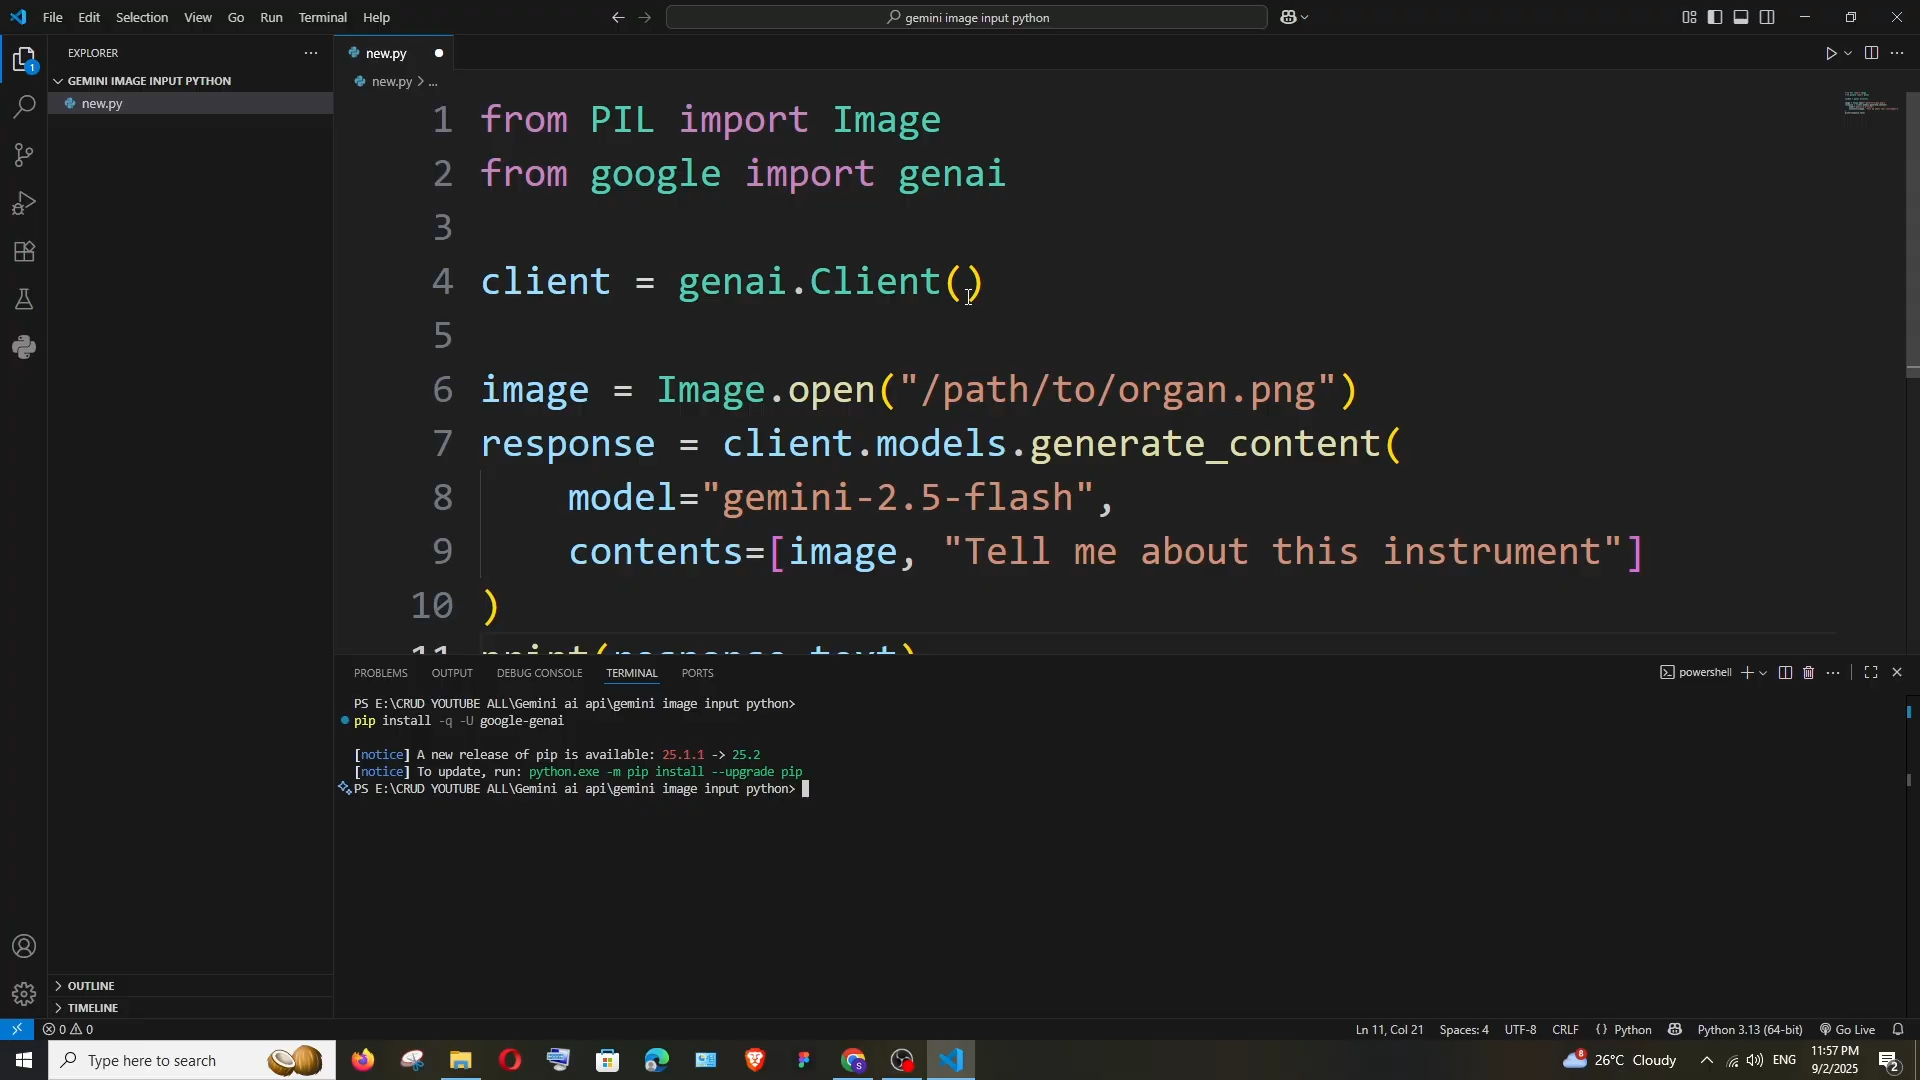 File Edit Selection View Go Run Terminal Help
gemini image input python
EXPLORER
GEMINI IMAGE INPUT PYTHON
new.py
OUTLINE
TIMELINE
1
new.py
new.py > ...
1 from PIL import Image
2 from google import genai
3
4 client = genai.Client()
5
6 image = Image.open("/path/to/organ.png")
7 response = client.models.generate_content(
8 model="gemini-2.5-flash",
9 contents=[image, "Tell me about this instrument"]
10 )
11 print(response.text)
PROBLEMS OUTPUT DEBUG CONSOLE TERMINAL PORTS
powershell
PS E:\CRUD YOUTUBE ALL\Gemini ai api\gemini image input python>
pip install -q -U google-genai
[notice] A new release of pip is available: 25.1.1 -> 25.2
[notice] To update, run: python.exe -m pip install --upgrade pip
PS E:\CRUD YOUTUBE ALL\Gemini ai api\gemini image input python>
0 0
Ln 11, Col 21 Spaces: 4 UTF-8 CRLF {} Python Python 3.13 (64-bit) Go Live
Type here to search
8 26°C Cloudy ENG 11:57 PM
9/2/2025
2